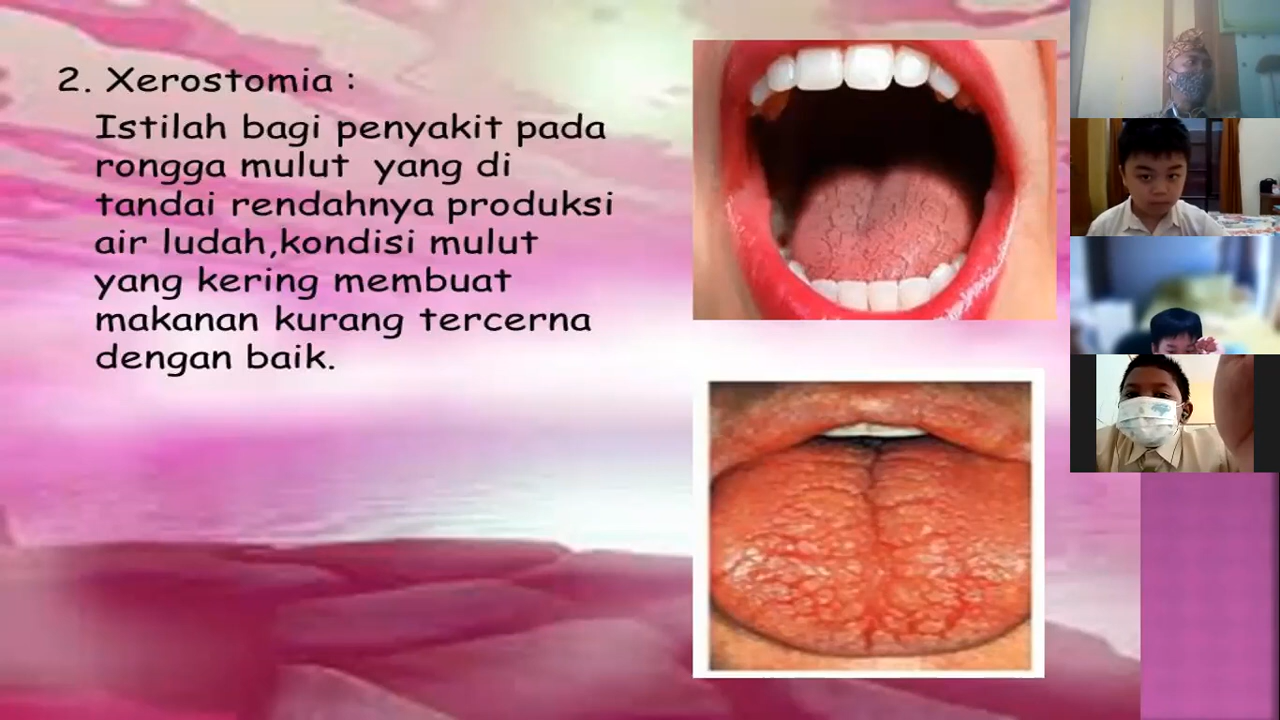 2. Xerostomia :
Istilah bagi penyakit pada
rongga mulut yang di
tandai rendahnya produksi
air ludah,kondisi mulut
yang kering membuat
makanan kurang tercerna
dengan baik.